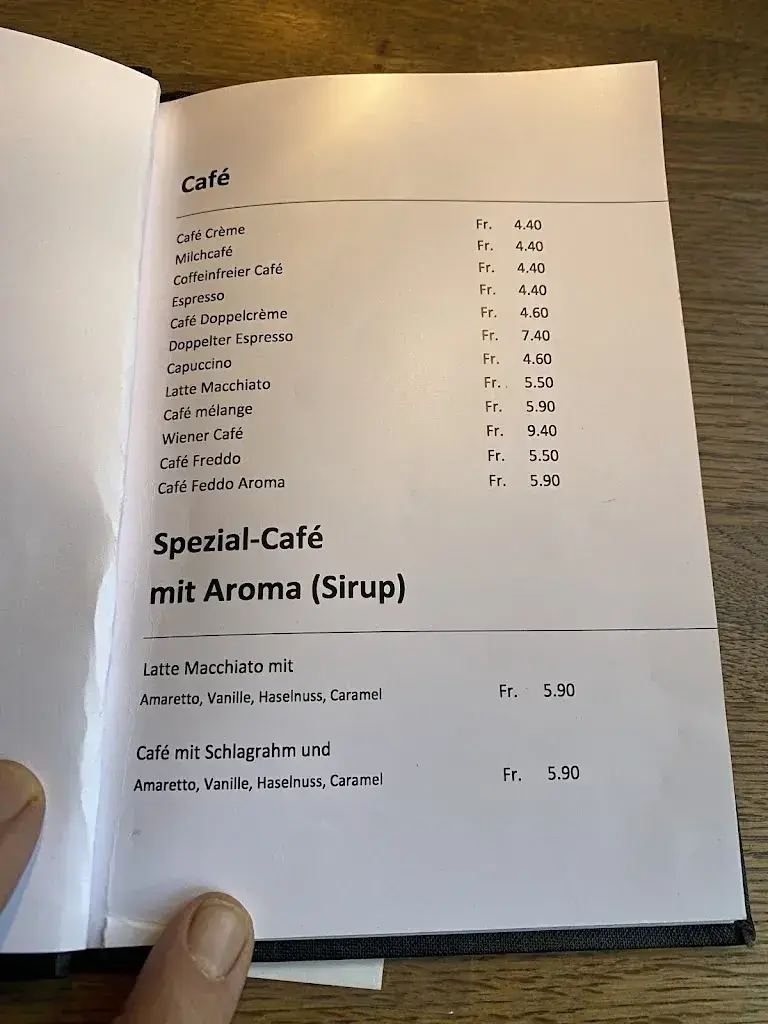 Café
Café Crème Fr. 4.40
Milchcafé Fr. 4.40
Coffeinfreier Café Fr. 4.40
Espresso Fr. 4.40
Café Doppelcrème Fr. 4.60
Doppelter Espresso Fr. 7.40
Capuccino Fr. 4.60
Latte Macchiato Fr. 5.50
Café mélange Fr. 5.90
Wiener Café Fr. 9.40
Café Freddo Fr. 5.50
Café Feddo Aroma Fr. 5.90
Spezial-Café
mit Aroma (Sirup)
Latte Macchiato mit
Amaretto, Vanille, Haselnuss, Caramel Fr. 5.90
Café mit Schlagrahm und
Amaretto, Vanille, Haselnuss, Caramel Fr. 5.90